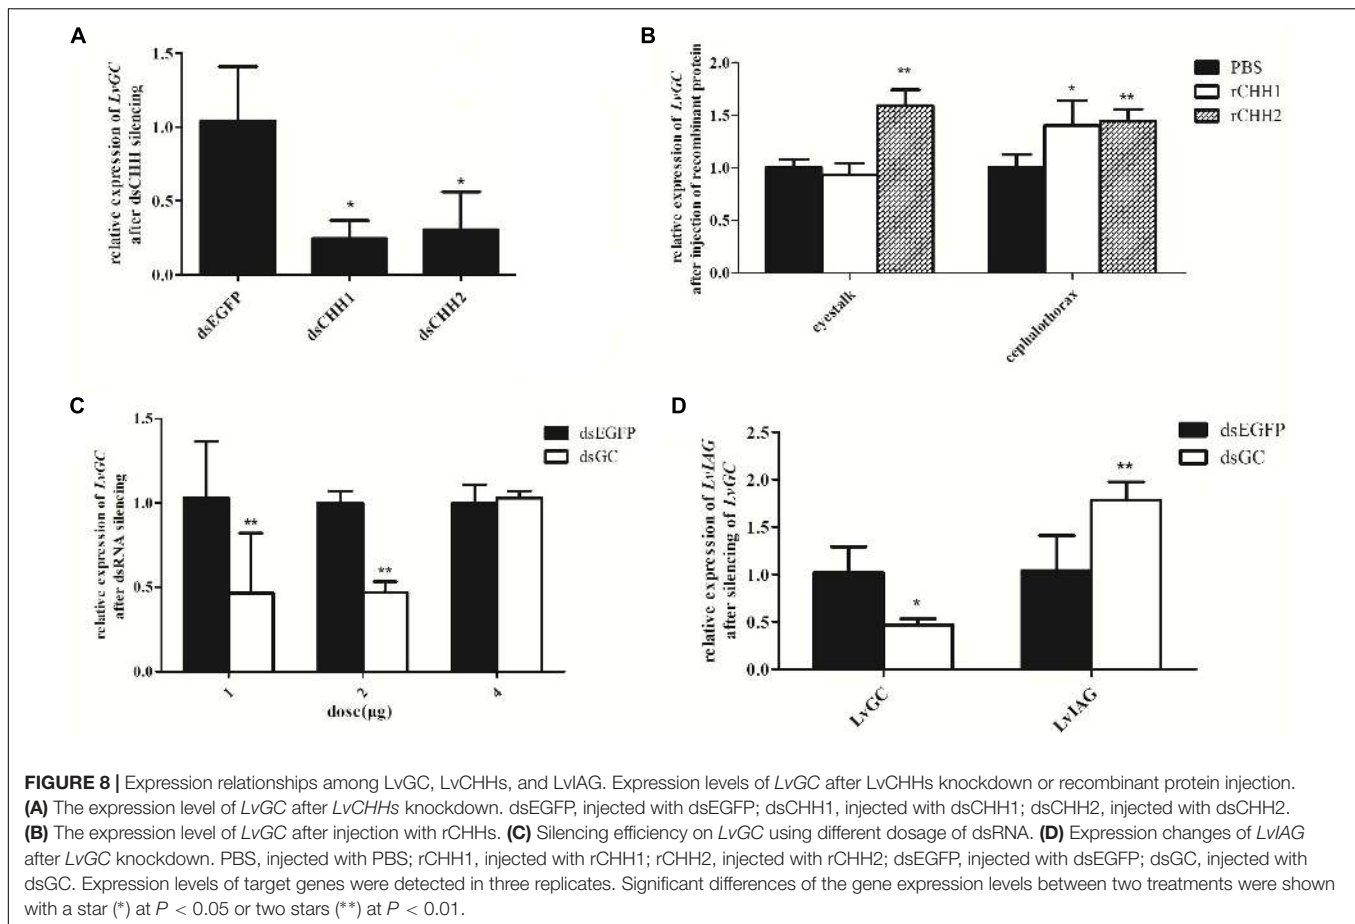 A
relative expression of LvGC
after dsCHH silencing
1.5
1.0
0.5
0.0
*
*
dsEGFP
dsCHH1
dsCHH2
B
relative expression of LvGC
after injection of recombinant protein
2.0
1.5
1.0
0.5
0.0
**
*
**
eyestalk
cephalothorax
PBS
rCHH1
rCHH2
C
relative expression of LvGC
after dsRNA silencing
1.5
1.0
0.5
0.0
**
**
1
2
4
dose(μg)
dsEGFP
dsGC
D
relative expression of LvIAG
after silencing of LvGC
2.5
2.0
1.5
1.0
0.5
0.0
*
**
LvGC
LvIAG
dsEGFP
dsGC
FIGURE 8 | Expression relationships among LvGC, LvCHHs, and LvIAG. Expression levels of LvGC after LvCHHs knockdown or recombinant protein injection.
(A) The expression level of LvGC after LvCHHs knockdown. dsEGFP, injected with dsEGFP; dsCHH1, injected with dsCHH1; dsCHH2, injected with dsCHH2.
(B) The expression level of LvGC after injection with rCHHs. (C) Silencing efficiency on LvGC using different dosage of dsRNA. (D) Expression changes of LvIAG
after LvGC knockdown. PBS, injected with PBS; rCHH1, injected with rCHH1; rCHH2, injected with rCHH2; dsEGFP, injected with dsEGFP; dsGC, injected with
dsGC. Expression levels of target genes were detected in three replicates. Significant differences of the gene expression levels between two treatments were shown
with a star (*) at P < 0.05 or two stars (**) at P < 0.01.